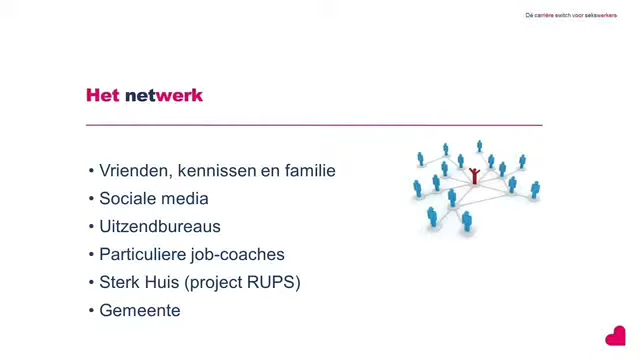 Dé carrière switch voor sekswerkers
Het netwerk
• Vrienden, kennissen en familie
• Sociale media
• Uitzendbureaus
• Particuliere job-coaches
• Sterk Huis (project RUPS)
• Gemeente